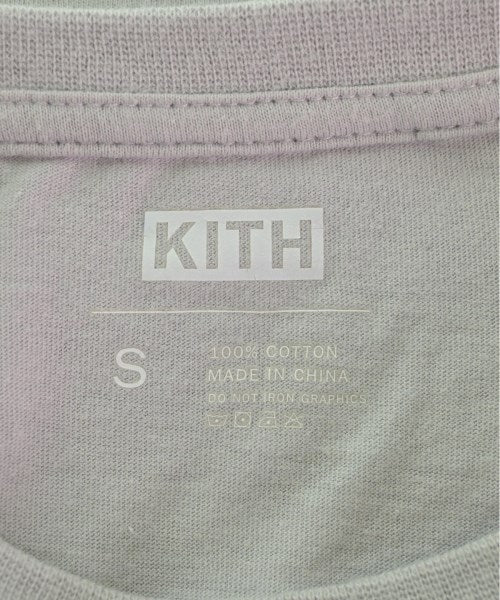 KITH
S
100% COTTON
MADE IN CHINA
DO NOT IRON GRAPHICS